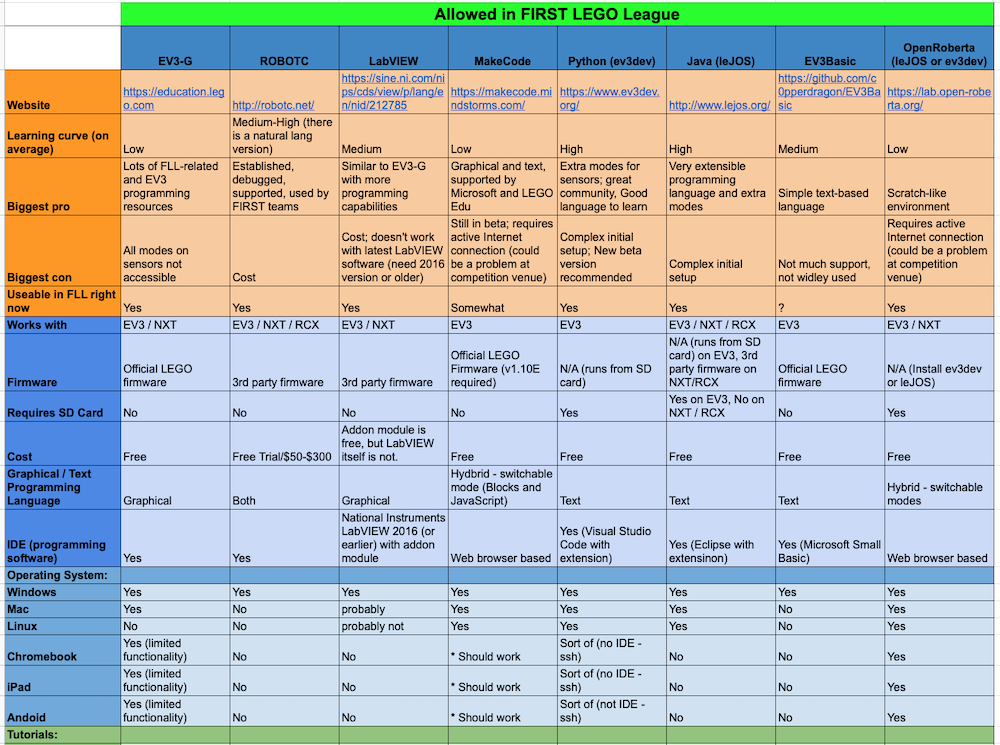 Allowed in FIRST LEGO League
EV3-G
ROBOTC
LabVIEW
MakeCode
Python (ev3dev)
Java (leJOS)
EV3Basic
OpenRoberta
(leJOS or ev3dev)
Website
https://education.leg
o.com
http://robotc.net/
https://sine.ni.com/ni
ps/cds/view/p/lang/e
n/nid/212785
https://makecode.mi
ndstorms.com/
https://www.ev3dev.
org/
http://www.lejos.org/
https://github.com/c
0pperdragon/EV3Ba
sic
https://lab.open-robe
rta.org/
Learning curve (on
average)
Low
Medium-High (there
is a natural lang
version)
Medium
Low
High
High
Medium
Low
Biggest pro
Lots of FLL-related
and EV3
programming
resources
Established,
debugged,
supported, used by
FIRST teams
Similar to EV3-G
with more
programming
capabilities
Graphical and text,
supported by
Microsoft and LEGO
Edu
Extra modes for
sensors; great
community, Good
language to learn
Very extensible
programming
language and extra
modes
Simple text-based
language
Scratch-like
environment
Biggest con
All modes on
sensors not
accessible
Cost
Cost; doesn't work
with latest LabVIEW
software (need 2016
version or older)
Still in beta; requires
active Internet
connection (could
be a problem at
competition venue)
Complex initial
setup; New beta
version
recommended
Complex initial
setup
Not much support,
not widley used
Requires active
Internet connection
(could be a problem
at competition
venue)
Useable in FLL right
now
Yes
Yes
Yes
Somewhat
Yes
Yes
?
Yes
Works with
EV3 / NXT
EV3 / NXT / RCX
EV3 / NXT
EV3
EV3
EV3 / NXT / RCX
EV3
EV3 / NXT
Firmware
Official LEGO
firmware
3rd party firmware
3rd party firmware
Official LEGO
Firmware (v1.10E
required)
N/A (runs from SD
card)
N/A (runs from SD
card) on EV3, 3rd
party firmware on
NXT/RCX
Official LEGO
firmware
N/A (Install ev3dev
or leJOS)
Requires SD Card
No
No
No
No
Yes
Yes on EV3, No on
NXT / RCX
No
Yes
Cost
Free
Free Trial/$50-$300
Addon module is
free, but LabVIEW
itself is not.
Free
Free
Free
Free
Free
Graphical / Text
Programming
Language
Graphical
Both
Graphical
Hydbrid - switchable
mode (Blocks and
JavaScript)
Text
Text
Text
Hybrid - switchable
modes
IDE (programming
software)
Yes
Yes
National Instruments
LabVIEW 2016 (or
earlier) with addon
module
Web browser based
Yes (Visual Studio
Code with
extension)
Yes (Eclipse with
extensinon)
Yes (Microsoft Small
Basic)
Web browser based
Operating System:
Windows
Yes
Yes
Yes
Yes
Yes
Yes
Yes
Yes
Mac
Yes
No
probably
Yes
Yes
Yes
No
Yes
Linux
No
No
probably not
Yes
Yes
Yes
No
Yes
Chromebook
Yes (limited
functionality)
No
No
* Should work
Sort of (no IDE -
ssh)
No
No
Yes
iPad
Yes (limited
functionality)
No
No
* Should work
Sort of (no IDE -
ssh)
No
No
Yes
Andoid
Yes (limited
functionality)
No
No
* Should work
Sort of (not IDE -
ssh)
No
No
Yes
Tutorials: